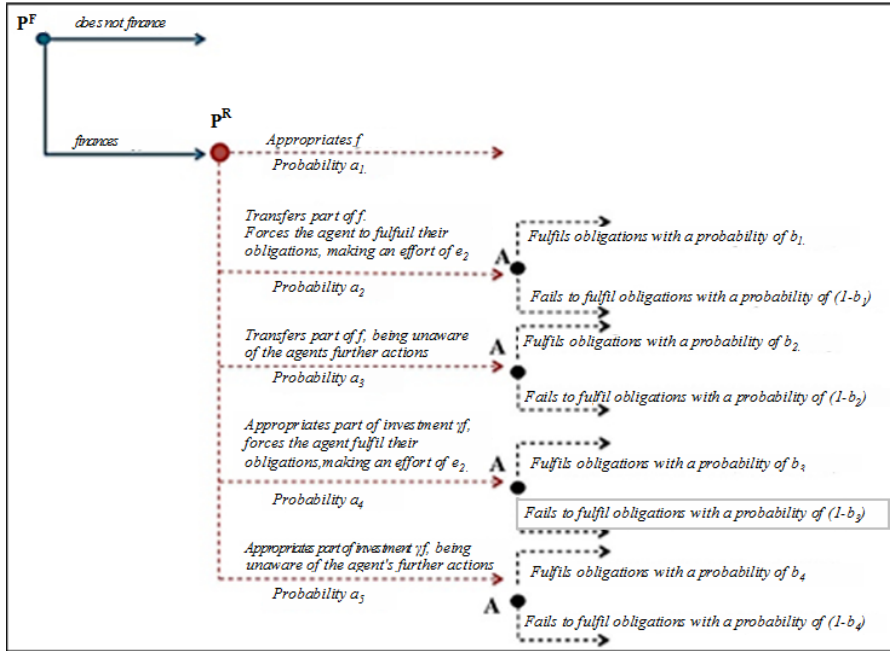 P^F
does not finance
finances
P^R
Appropriates f
Probability a₁.
Transfers part of f.
Forces the agent to fulfuil their
obligations, making an effort of e₂
Probability a₂
A
Fulfils obligations with a probability of b₁.
Fails to fulfil obligations with a probability of (1-b₁)
Transfers part of f, being unaware
of the agents further actions
Probability a₃
A
Fulfils obligations with a probability of b₂.
Fails to fulfil obligations with a probability of (1-b₂)
Appropriates part of investment γf,
forces the agent fulfil their
obligations,making an effort of e₂.
Probability a₄
A
Fulfils obligations with a probability of b₃
Fails to fulfil obligations with a probability of (1-b₃)
Appropriates part of investment γf, being
unaware of the agent's further actions
Probability a₅
A
Fulfils obligations with a probability of b₄
Fails to fulfil obligations with a probability of (1-b₄)